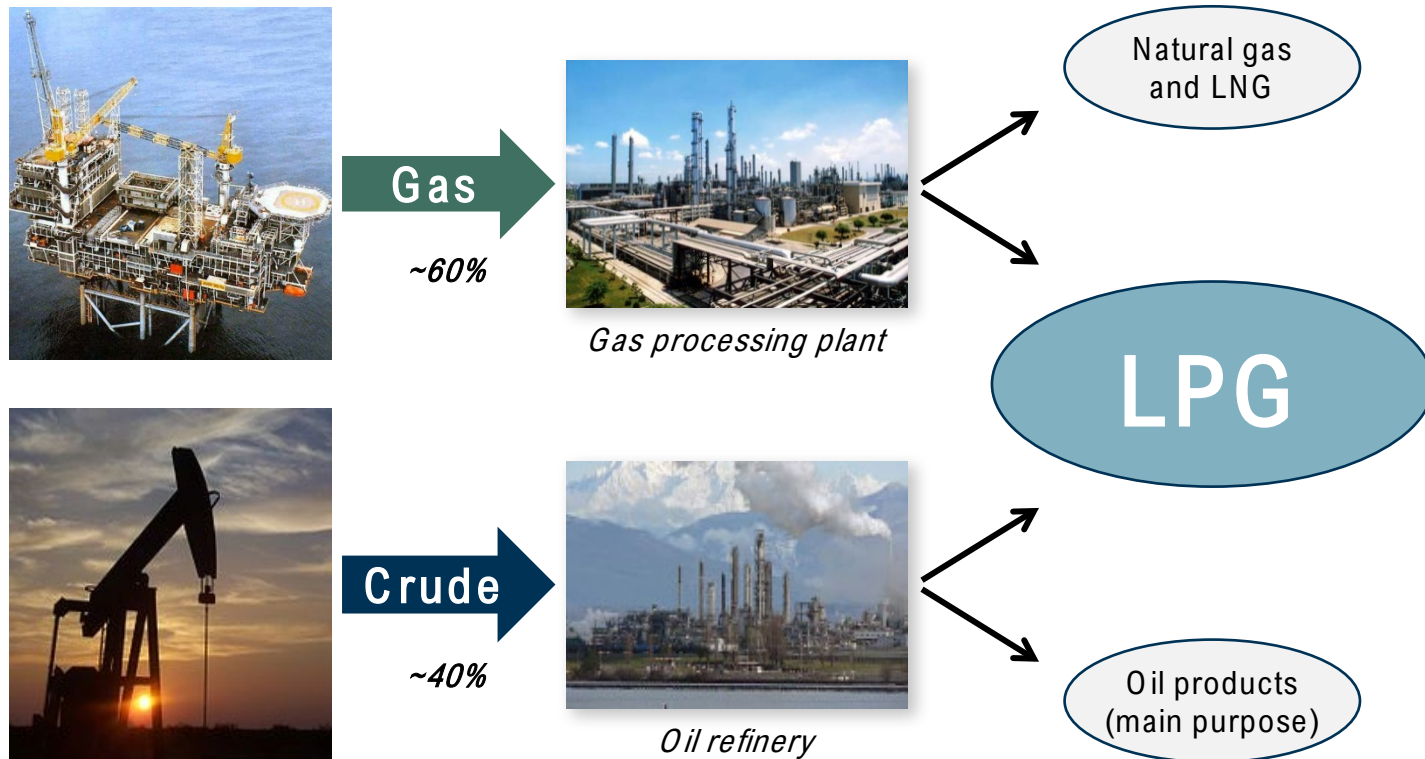 Natural gas
and LNG
Gas
~60%
Gas processing plant
LPG
Crude
~40%
Oil refinery
Oil products
(main purpose)